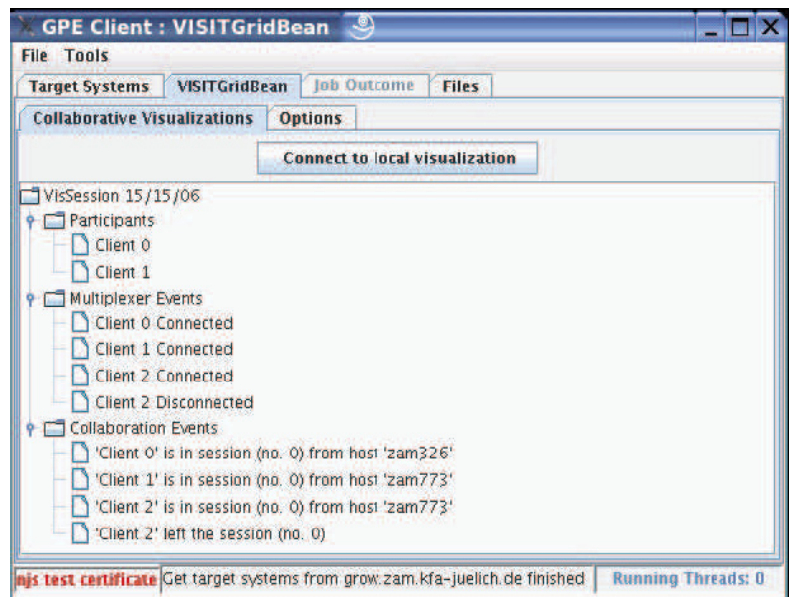 GPE Client : VISITGridBean
File Tools
Target Systems VISITGridBean Job Outcome Files
Collaborative Visualizations Options
Connect to local visualization
VisSession 15/15/06
Participants
Client 0
Client 1
Multiplexer Events
Client 0 Connected
Client 1 Connected
Client 2 Connected
Client 2 Disconnected
Collaboration Events
'Client 0' is in session (no. 0) from host 'zam326'
'Client 1' is in session (no. 0) from host 'zam773'
'Client 2' is in session (no. 0) from host 'zam773'
'Client 2' left the session (no. 0)
njs test certificate Get target systems from grow.zam.kfa-juelich.de finished Running Threads: 0